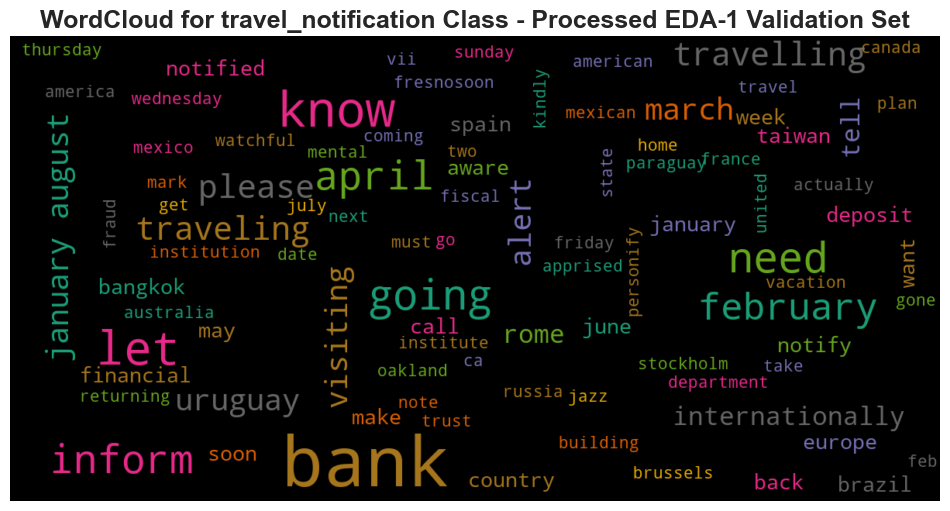 WordCloud for travel_notification Class - Processed EDA-1 Validation Set
thursday
notified
vii
sunday
american
travelling
canada
america
wednesday
fresnosoon
kindly
mexican
march
travel
week
plan
know
january august
mexico
watchful
coming
mental
spain
two
aware
home
paraguay
france
taiwan
tell
mark
please
april
fiscal
state
actually
get
july
next
fraud
traveling
institution
date
must
go
alert
friday
apprised
personify
january
united
deposit
need
want
vacation
bangkok
australia
may
going
call
institute
rome
june
february
gone
notify
let
financial
returning
visiting
oakland
ca
stockholm
take
department
uruguay
note
trust
make
russia
jazz
internationally
inform
soon
bank
country
building
brussels
europe
back
brazil
feb